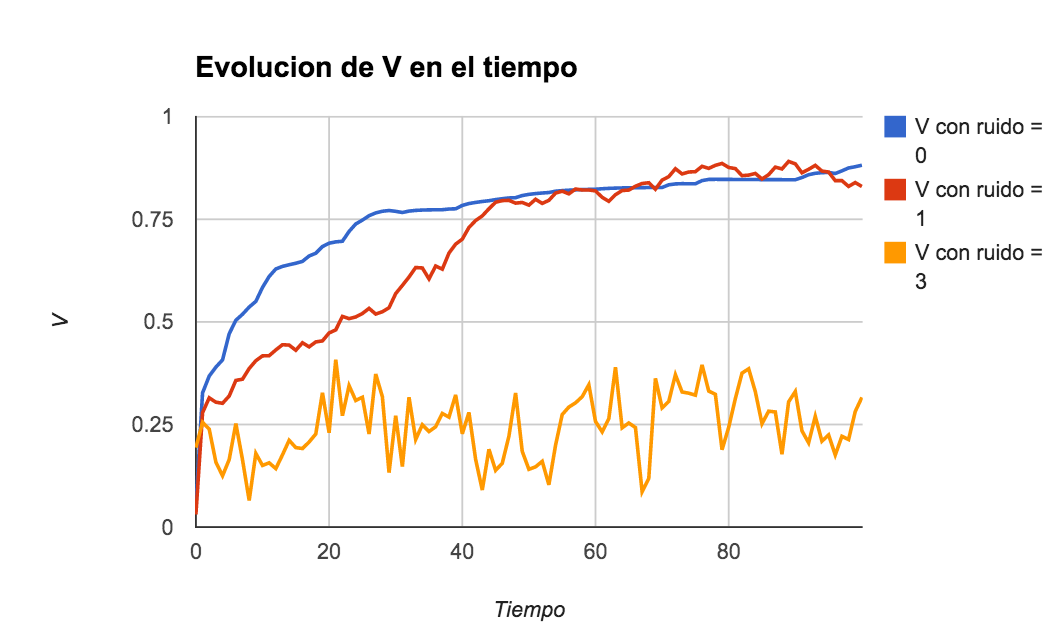 Evolucion de V en el tiempo
1
0.75
0.5
0.25
0
0
20
40
60
80
V
Tiempo
V con ruido =
0
V con ruido =
1
V con ruido =
3